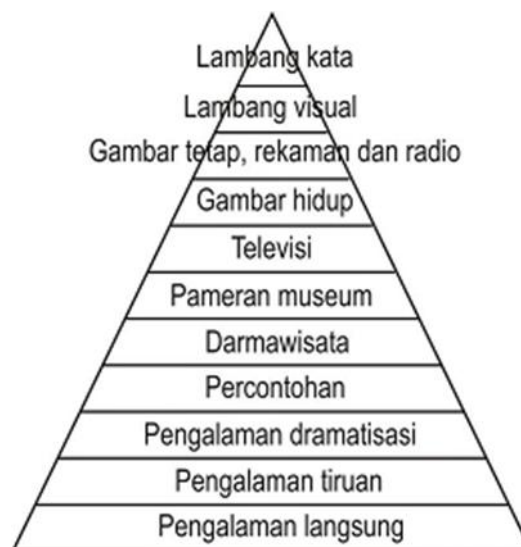 Lambang kata
Lambang visual
Gambar tetap, rekaman dan radio
Gambar hidup
Televisi
Pameran museum
Darmawisata
Percontohan
Pengalaman dramatisasi
Pengalaman tiruan
Pengalaman langsung